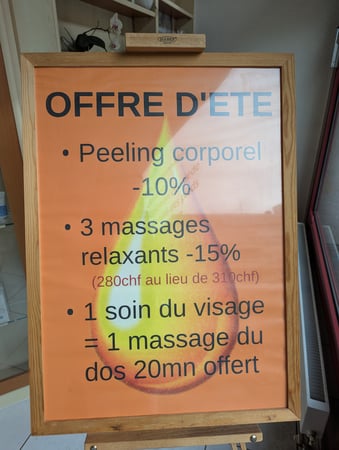 OFFRE D'ETE
• Peeling corporel
-10%
• 3 massages
relaxants -15%
(280chf au lieu de 310chf)
• 1 soin du visage
= 1 massage du
dos 20mn offert